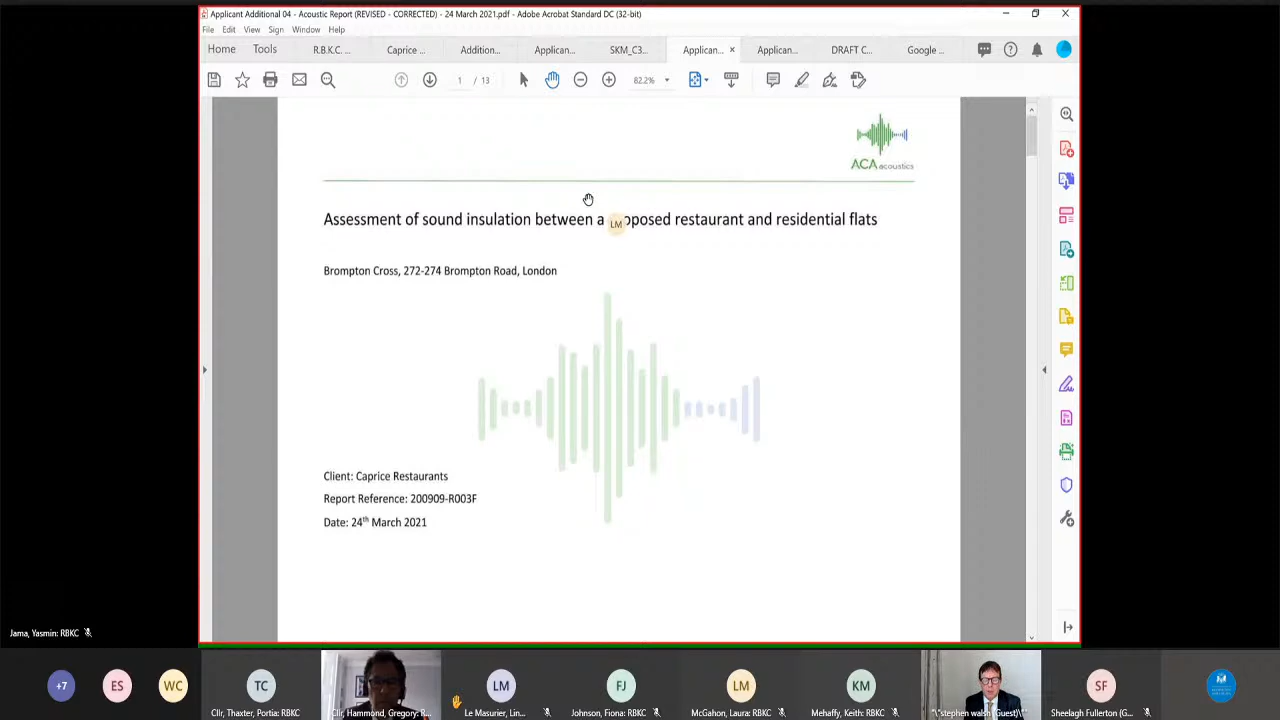 Applicant Additional 04 - Acoustic Report (REVISED - CORRECTED) - 24 March 2021.pdf - Adobe Acrobat Standard DC (32-bit)
File Edit View Sign Window Help
Home Tools R.B.K.C. ... Caprice ... Addition... Applican... SKM_C3... Applican... × Applican... DRAFT C... Google ...
1 / 13 82.2%
ACA acoustics
Assesment of sound insulation between a oposed restaurant and residential flats
LM
Brompton Cross, 272-274 Brompton Road, London
Client: Caprice Restaurants
Report Reference: 200909-R003F
Date: 24th March 2021
Jama, Yasmin: RBKC
+7 ES WC TC LM FJ LM KM SF
Cllr, Thaxter, Portia: RBKC Cllr, Hammond, Gregory: R... Le Masurier, Lin... Johnson, Fiona: RBKC McGahon, Laura: RBKC Mehaffy, Keith: RBKC "\"stephen walsh (Guest)\"" Sheelagh Fullerton (G...